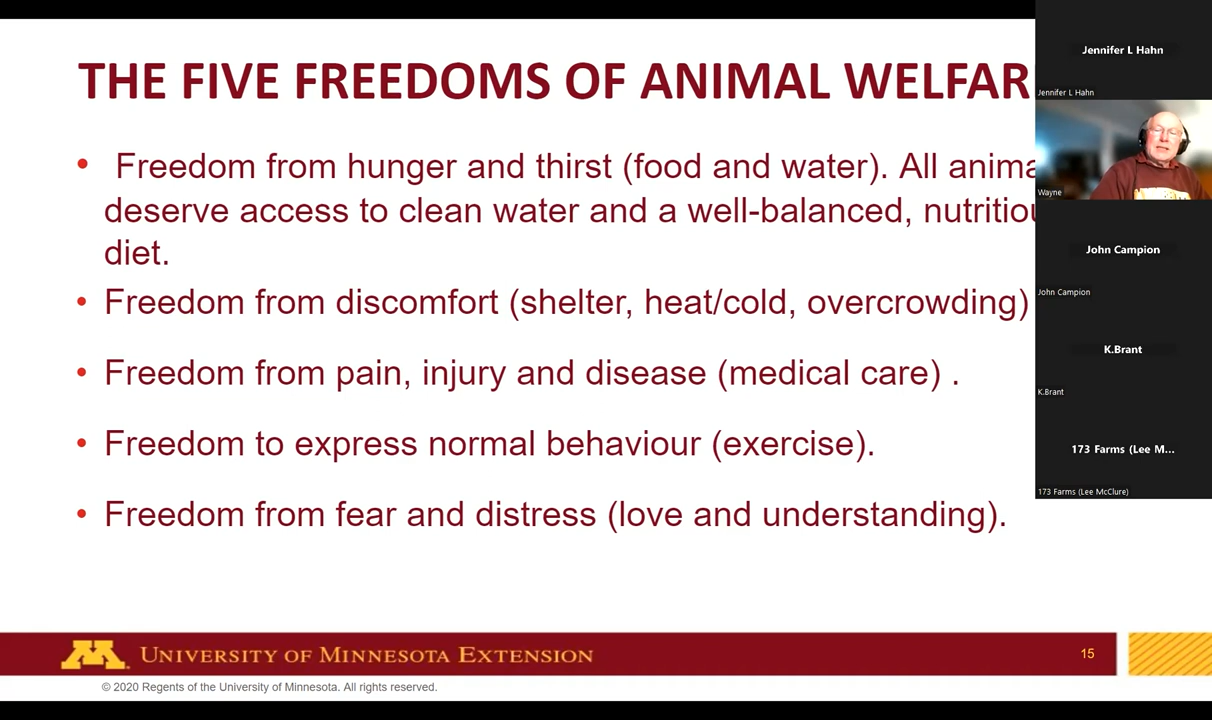 THE FIVE FREEDOMS OF ANIMAL WELFAR
• Freedom from hunger and thirst (food and water). All anima
deserve access to clean water and a well-balanced, nutritiou
diet.
• Freedom from discomfort (shelter, heat/cold, overcrowding)
• Freedom from pain, injury and disease (medical care) .
• Freedom to express normal behaviour (exercise).
• Freedom from fear and distress (love and understanding).
UNIVERSITY OF MINNESOTA EXTENSION
15
© 2020 Regents of the University of Minnesota. All rights reserved.
Jennifer L Hahn
Jennifer L Hahn
Wayne
John Campion
John Campion
K.Brant
K.Brant
173 Farms (Lee M...
173 Farms (Lee McClure)